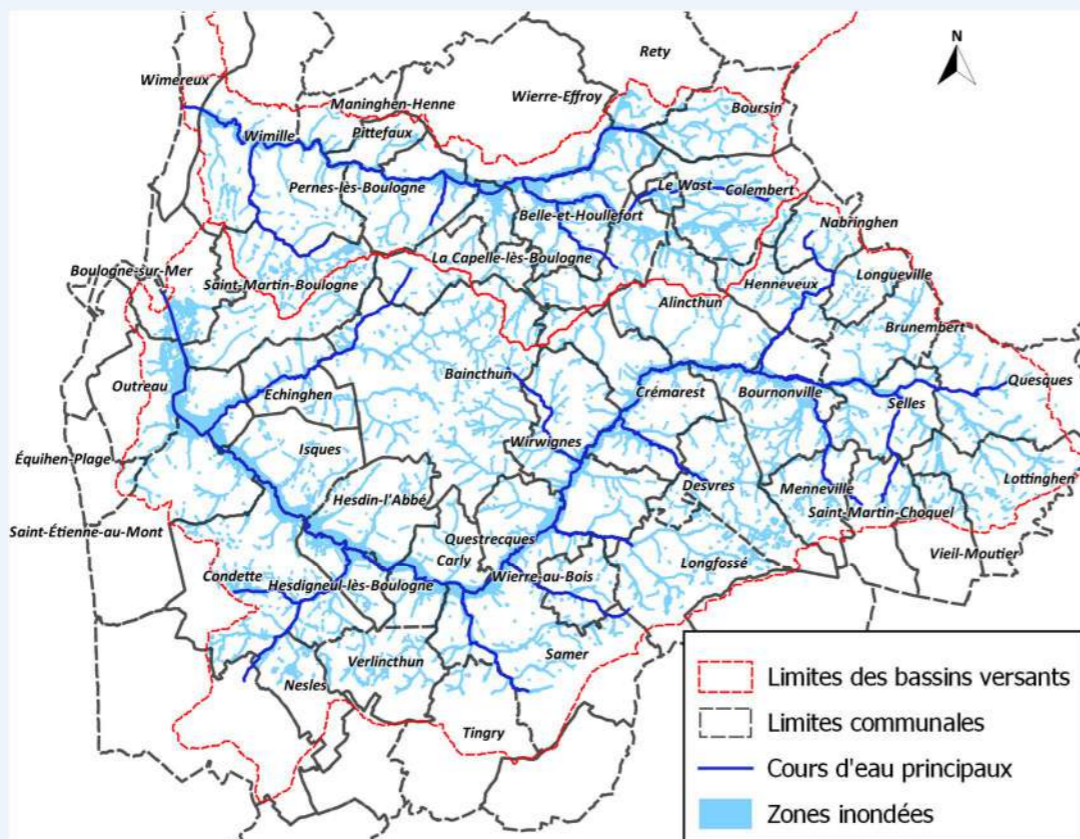 N
Rety
Wimereux
Maninghen-Henne
Wierre-Effroy
Boursin
Wimille
Pittefaux
Pernes-lès-Boulogne
Le Wast
Colembert
Belle-et-Houllefort
Nabringhen
La Capelle-lès-Boulogne
Boulogne-sur-Mer
Saint-Martin-Boulogne
Longueville
Henneveux
Alincthun
Brunembert
Baincthun
Outreau
Echinghen
Crémarest
Bournonville
Quesques
Selles
Wirwignes
Isques
Équihen-Plage
Hesdin-l'Abbé
Desvres
Menneville
Lottinghen
Saint-Martin-Choquel
Saint-Étienne-au-Mont
Questrecques
Carly
Longfossé
Vieil-Moutier
Condette
Hesdigneul-lès-Boulogne
Wierre-au-Bois
Verlincthun
Samer
Nesles
Tingry
Limites des bassins versants
Limites communales
Cours d'eau principaux
Zones inondées